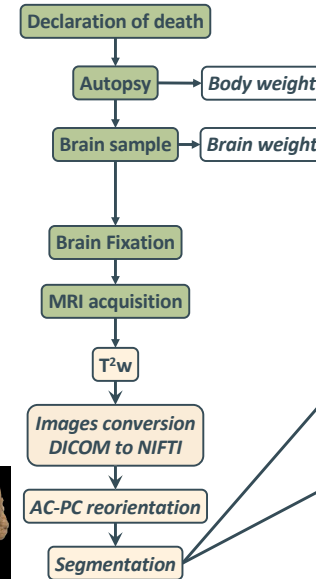 Declaration of death
Autopsy
Body weight
Brain sample
Brain weight
Brain Fixation
MRI acquisition
T²w
Images conversion
DICOM to NIFTI
AC-PC reorientation
Segmentation